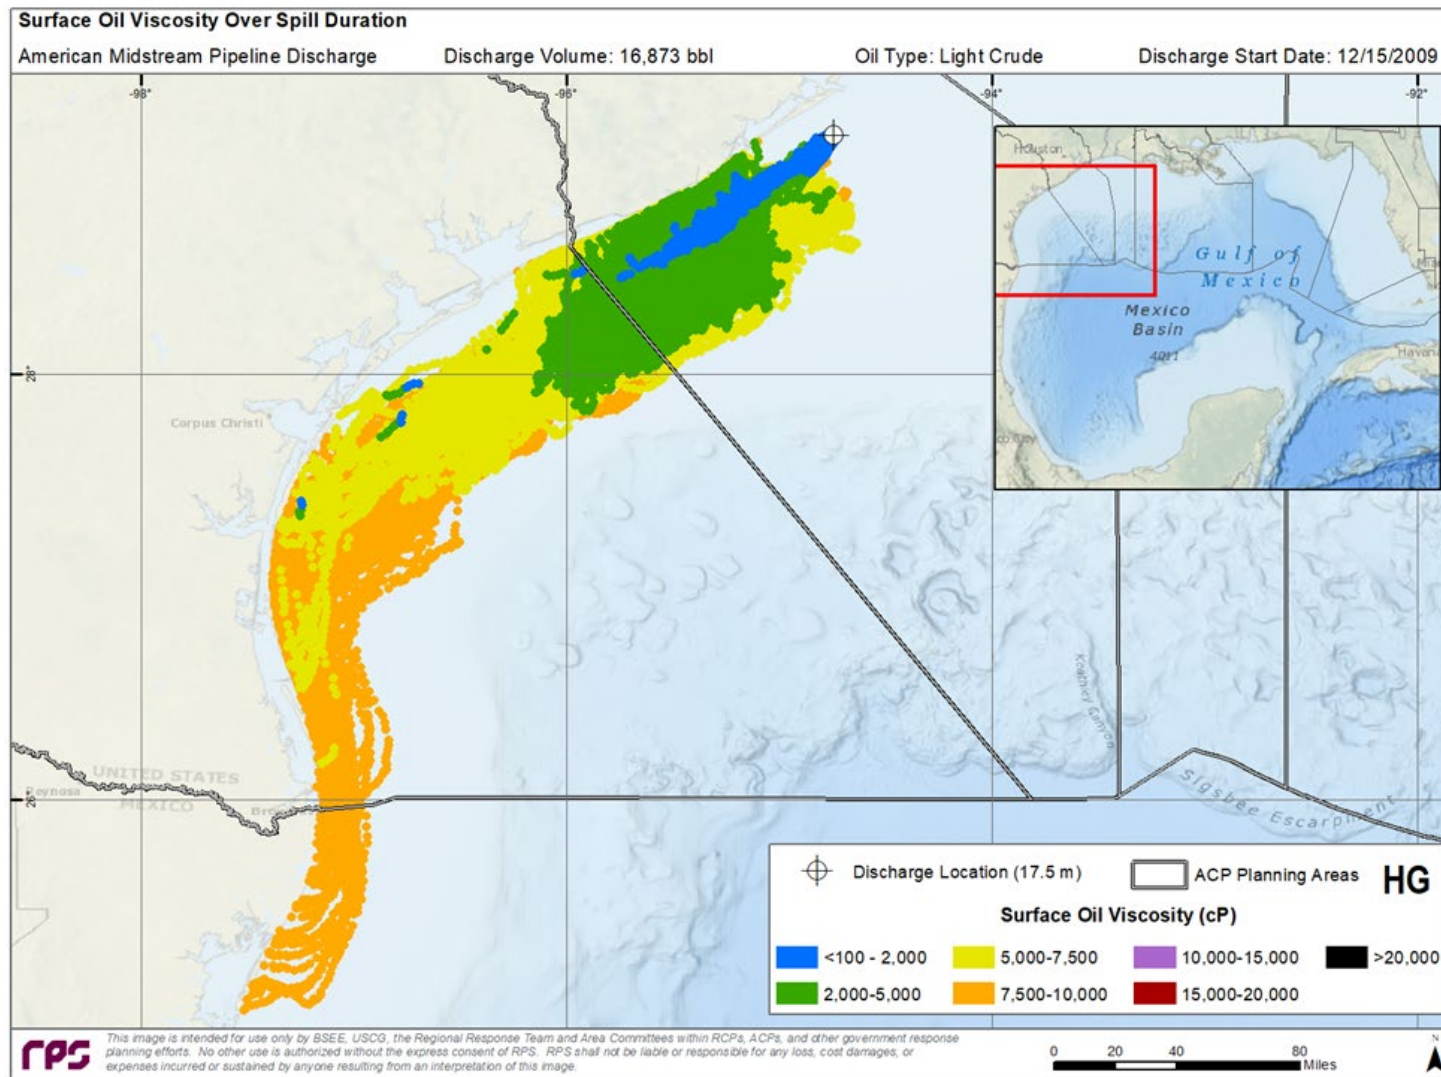 Surface Oil Viscosity Over Spill Duration
American Midstream Pipeline Discharge Discharge Volume: 16,873 bbl Oil Type: Light Crude Discharge Start Date: 12/15/2009
-98° -96° -94° -92°
Houston
Gulf of
Mexico
Mexico
Basin
4011
Havana
28°
Corpus Christi
Keathley Canyon
UNITED STATES
Reynosa
MEXICO
26°
Sigsbee Escarpment
Discharge Location (17.5 m) ACP Planning Areas HG
Surface Oil Viscosity (cP)
<100 - 2,000 5,000-7,500 10,000-15,000 >20,000
2,000-5,000 7,500-10,000 15,000-20,000
rps
This image is intended for use only by BSEE, USCG, the Regional Response Team and Area Committees within RCPs, ACPs, and other government response
planning efforts. No other use is authorized without the express consent of RPS. RPS shall not be liable or responsible for any loss, cost damages, or
expenses incurred or sustained by anyone resulting from an interpretation of this image.
0 20 40 80
Miles
N